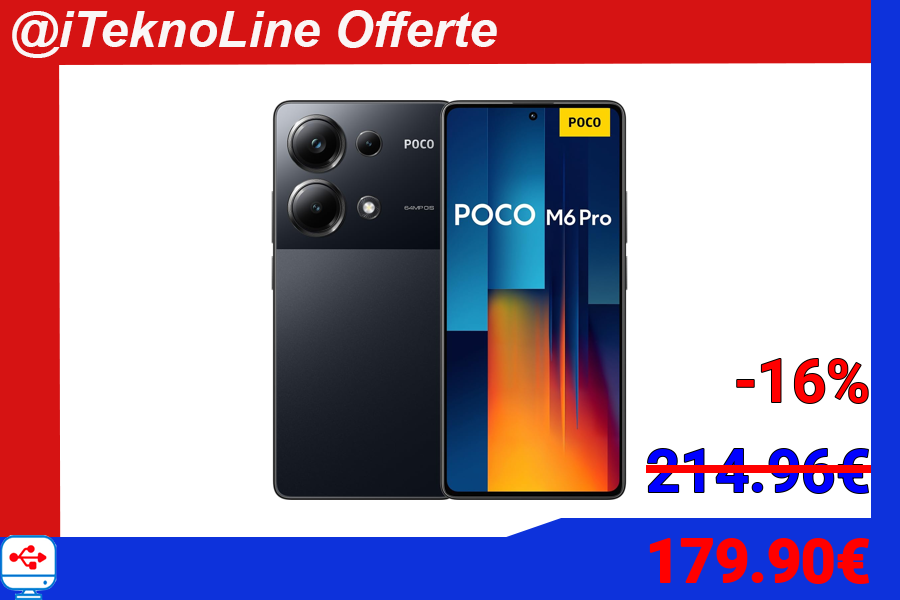 @iTeknoLine Offerte
POCO
64MP OIS
POCO
POCO M6 Pro
-16%
214.96€
179.90€